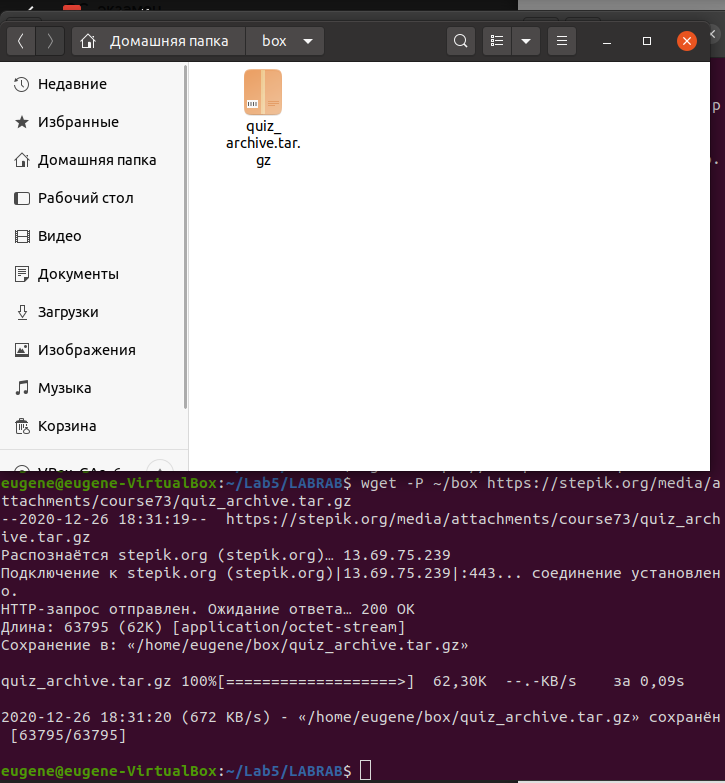 Домашняя папка
box
Недавние
Избранные
Домашняя папка
Рабочий стол
Видео
Документы
Загрузки
Изображения
Музыка
Корзина
quiz_
archive.tar.
gz
eugene@eugene-VirtualBox:~/Lab5/LABRAB$ wget -P ~/box https://stepik.org/media/a
ttachments/course73/quiz_archive.tar.gz
--2020-12-26 18:31:19--  https://stepik.org/media/attachments/course73/quiz_arch
ive.tar.gz
Распознаётся stepik.org (stepik.org)… 13.69.75.239
Подключение к stepik.org (stepik.org)|13.69.75.239|:443... соединение установлен
о.
HTTP-запрос отправлен. Ожидание ответа… 200 OK
Длина: 63795 (62K) [application/octet-stream]
Сохранение в: «/home/eugene/box/quiz_archive.tar.gz»
quiz_archive.tar.gz 100%[===================>]  62,30K  --.-KB/s    за 0,09s
2020-12-26 18:31:20 (672 KB/s) - «/home/eugene/box/quiz_archive.tar.gz» сохранён
[63795/63795]
eugene@eugene-VirtualBox:~/Lab5/LABRAB$